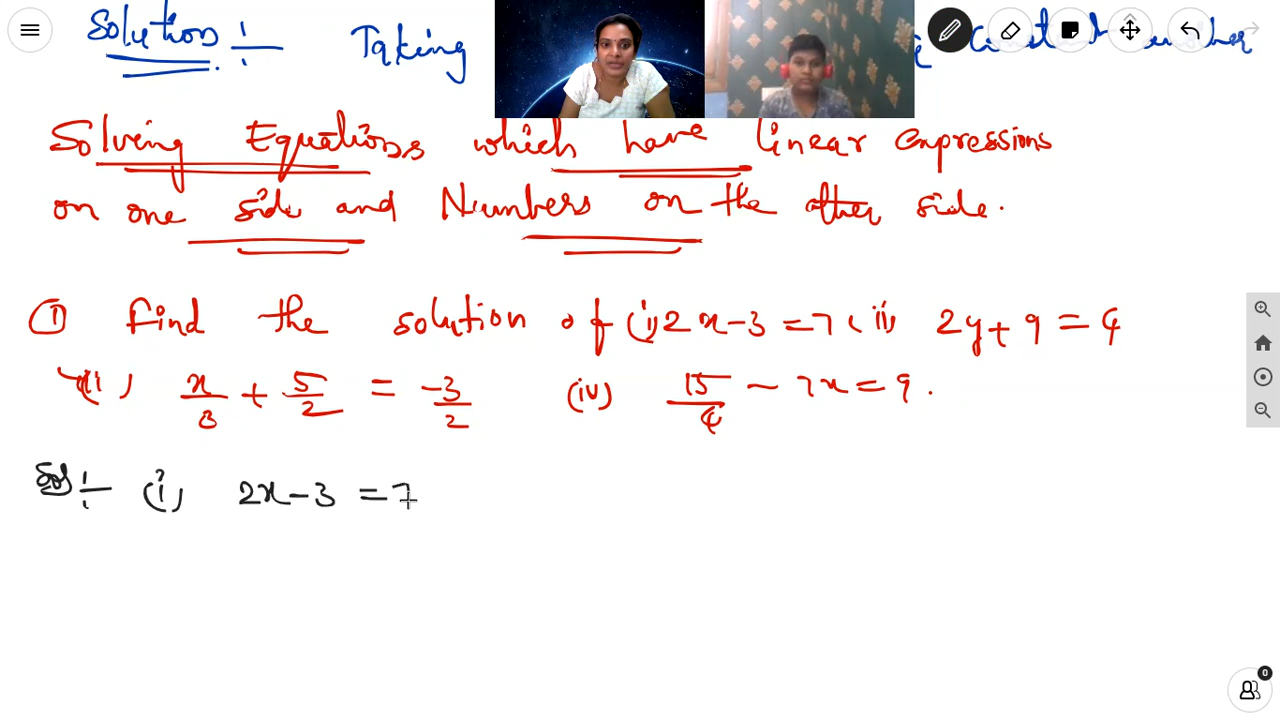 Solution :- Taking
Solving Equations which have linear expressions
on one side and Numbers on the other side.
① Find the solution of (i) 2x-3 = 7 (ii) 2y+9 = 4
(iii) x/3 + 5/2 = -3/2 (iv) 15/4 - 7x = 9.
Sol :- (i) 2x-3 = 7
0